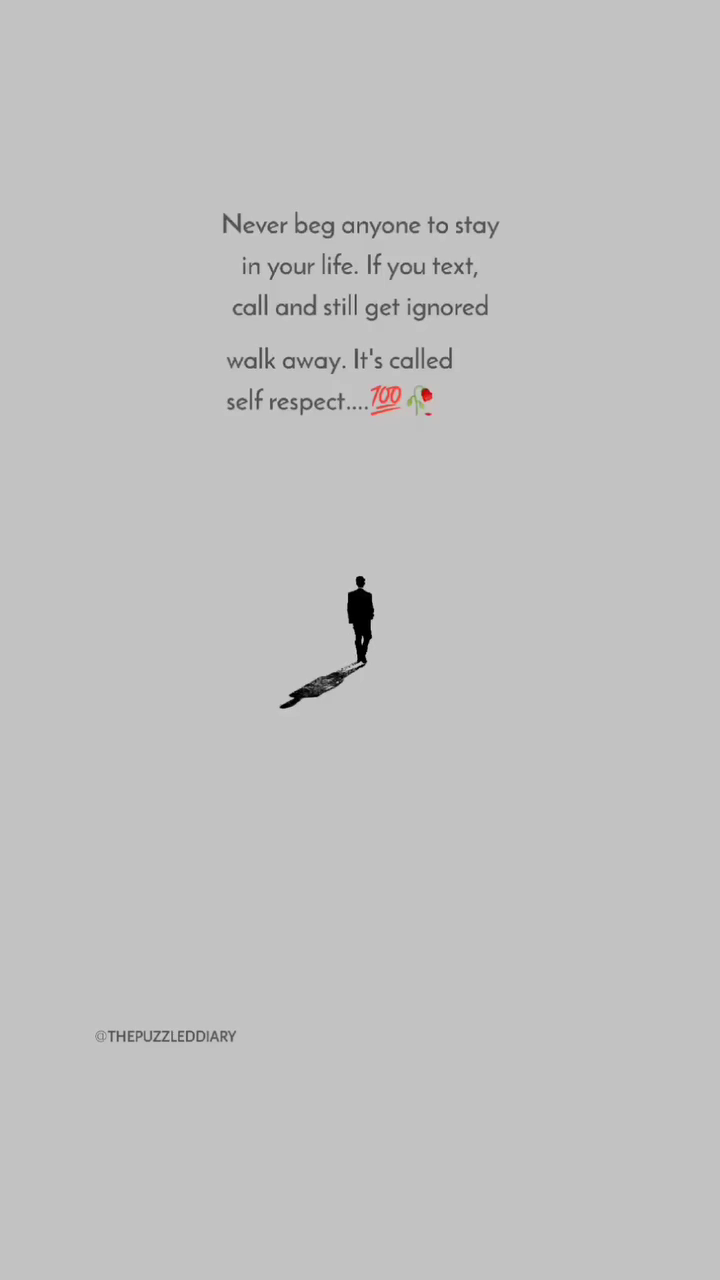 Never beg anyone to stay
in your life. If you text,
call and still get ignored
walk away. It's called
self respect....💯🥀
@THEPUZZLEDDIARY